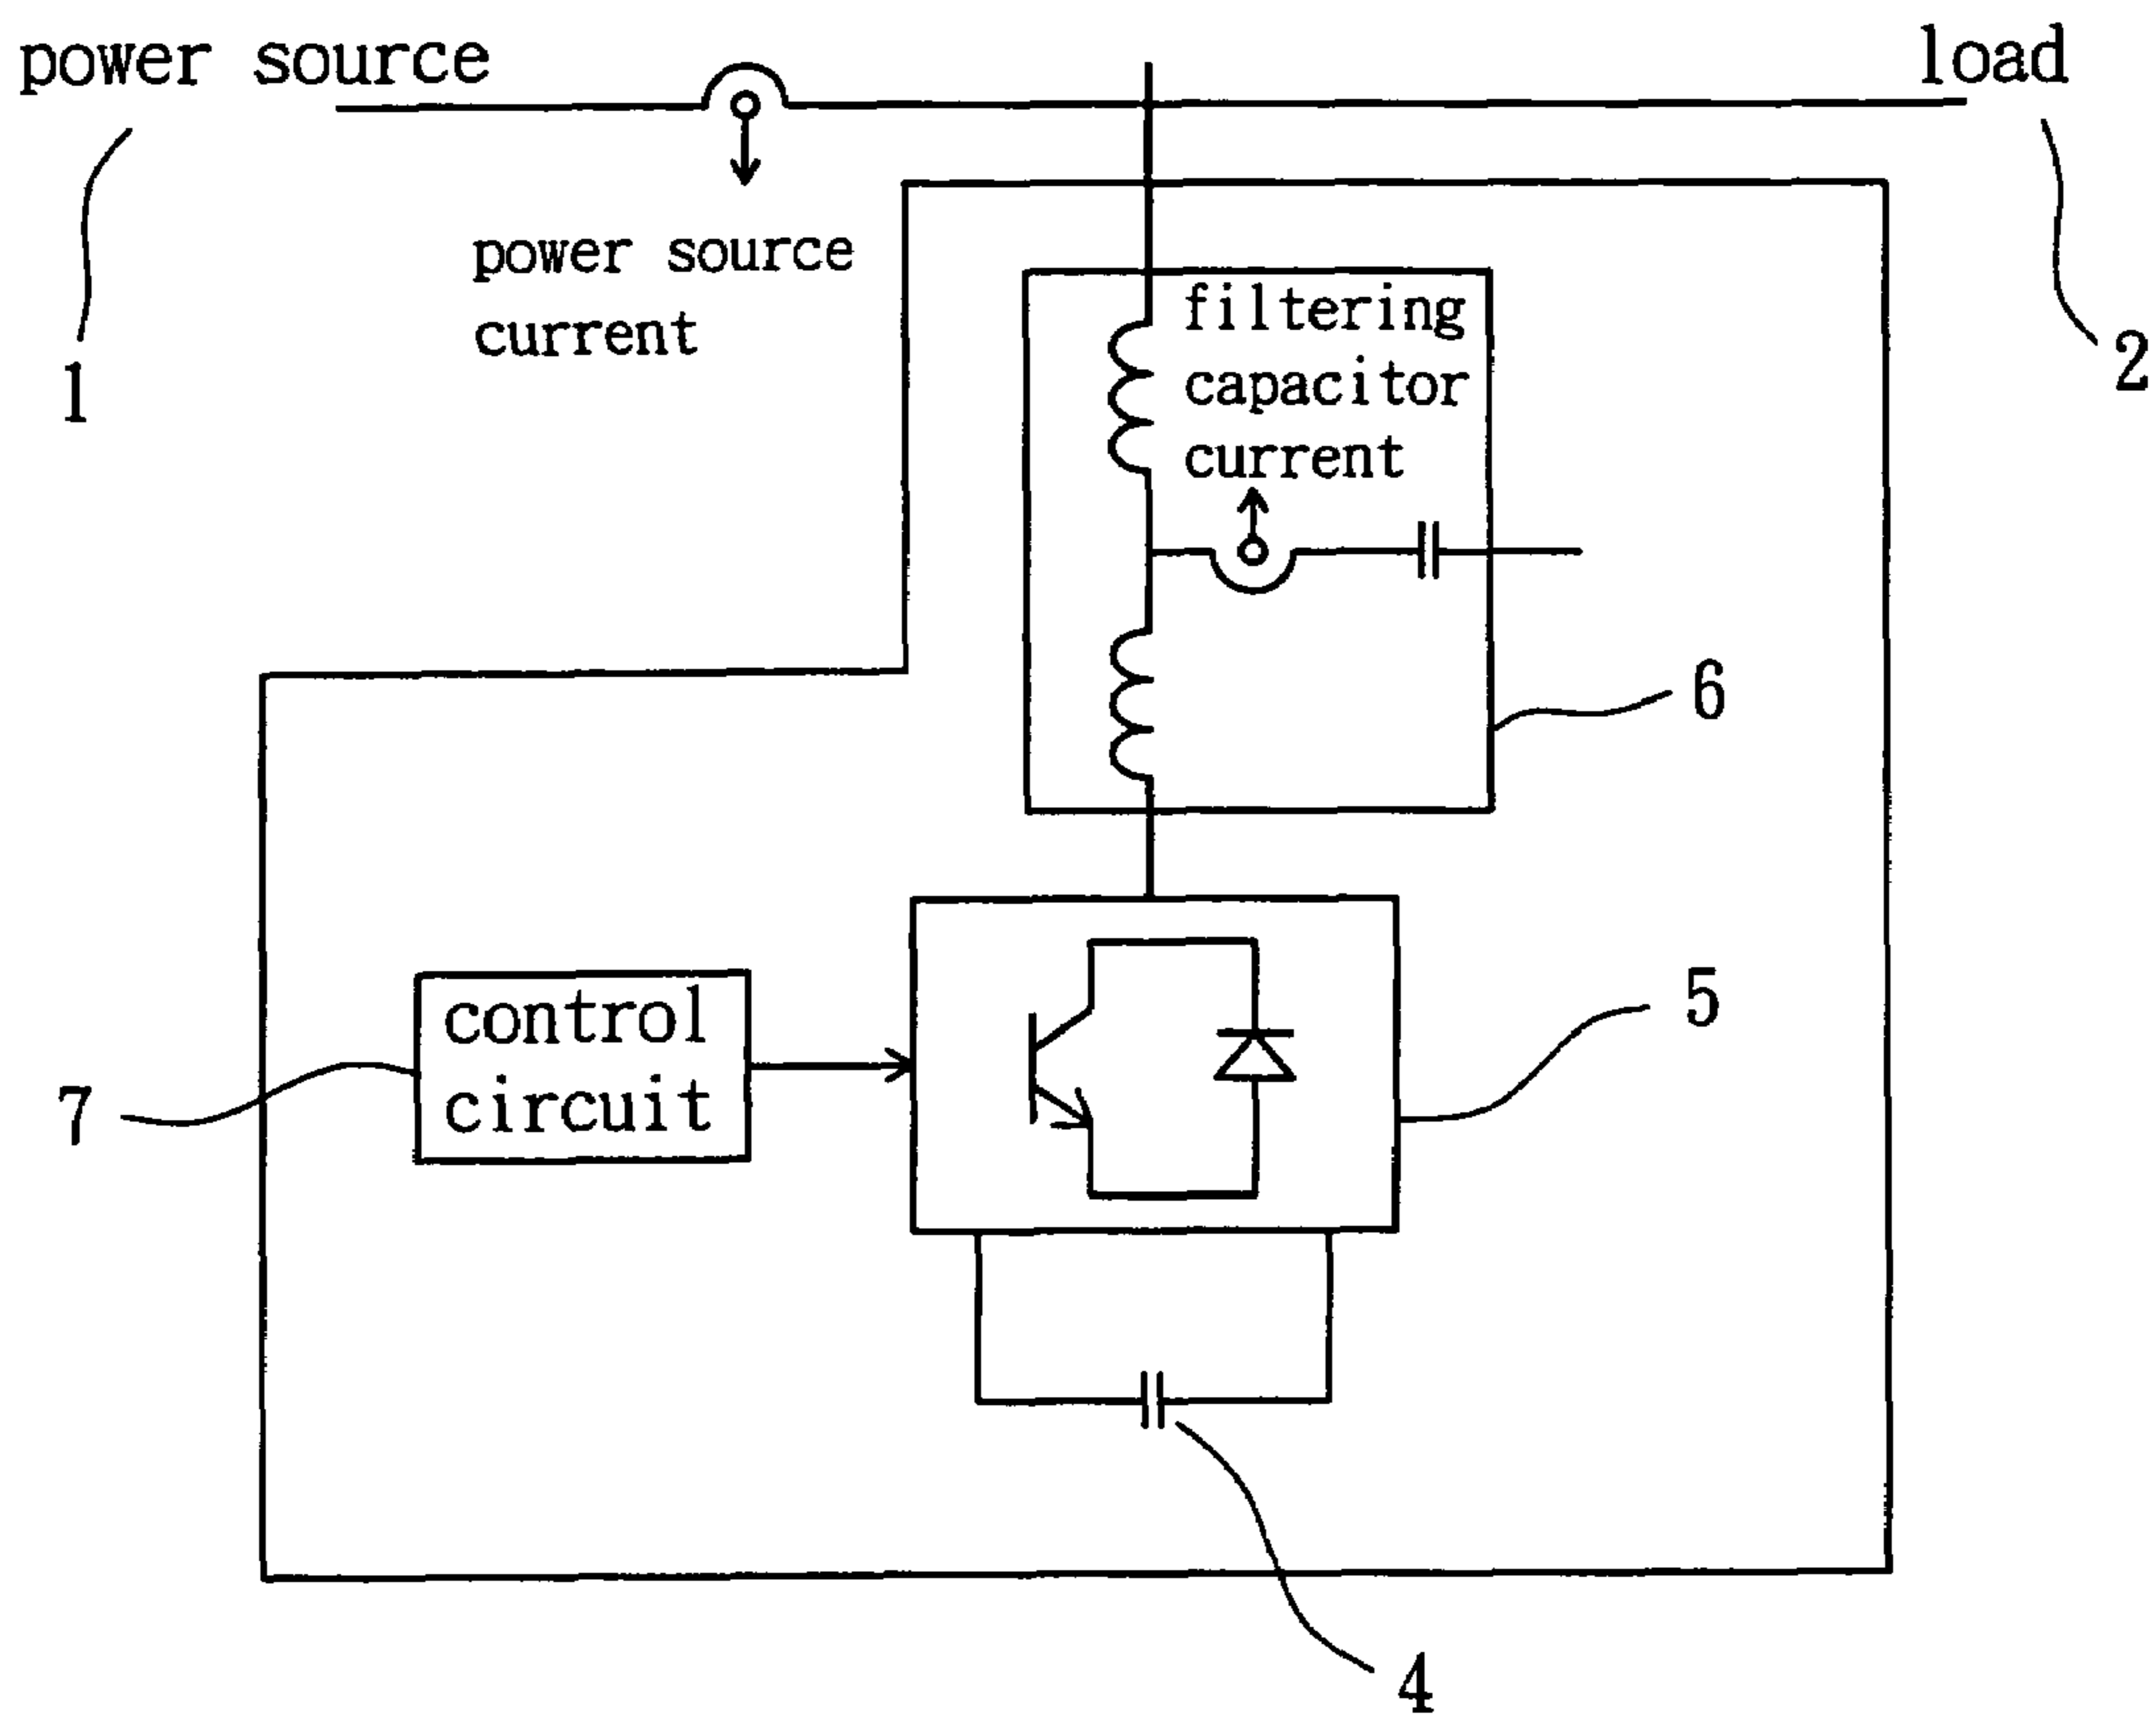 power source
load
power source
current
1
2
filtering
capacitor
current
6
5
control
circuit
7
4